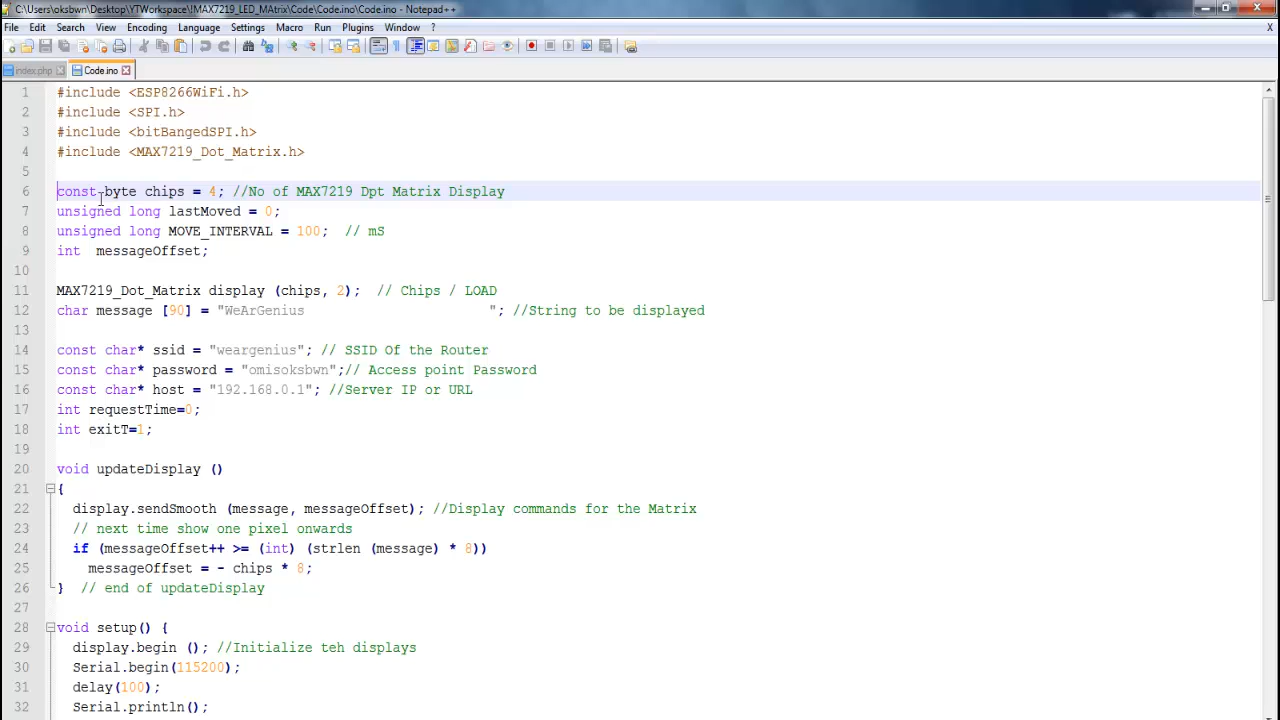 C:\Users\oksbwn\Desktop\YTWorkspace\!MAX7219_LED_MAtrix\Code\Code.ino\Code.ino - Notepad++
File Edit Search View Encoding Language Settings Macro Run Plugins Window ? X
index.php Code.ino
1 #include <ESP8266WiFi.h>
2 #include <SPI.h>
3 #include <bitBangedSPI.h>
4 #include <MAX7219_Dot_Matrix.h>
5
6 const byte chips = 4; //No of MAX7219 Dpt Matrix Display
7 unsigned long lastMoved = 0;
8 unsigned long MOVE_INTERVAL = 100;  // mS
9 int  messageOffset;
10
11 MAX7219_Dot_Matrix display (chips, 2);  // Chips / LOAD
12 char message [90] = "WeArGenius                       "; //String to be displayed
13
14 const char* ssid = "weargenius"; // SSID Of the Router
15 const char* password = "omisoksbwn";// Access point Password
16 const char* host = "192.168.0.1"; //Server IP or URL
17 int requestTime=0;
18 int exitT=1;
19
20 void updateDisplay ()
21 {
22   display.sendSmooth (message, messageOffset); //Display commands for the Matrix
23   // next time show one pixel onwards
24   if (messageOffset++ >= (int) (strlen (message) * 8))
25     messageOffset = - chips * 8;
26 }  // end of updateDisplay
27
28 void setup() {
29   display.begin (); //Initialize teh displays
30   Serial.begin(115200);
31   delay(100);
32   Serial.println();